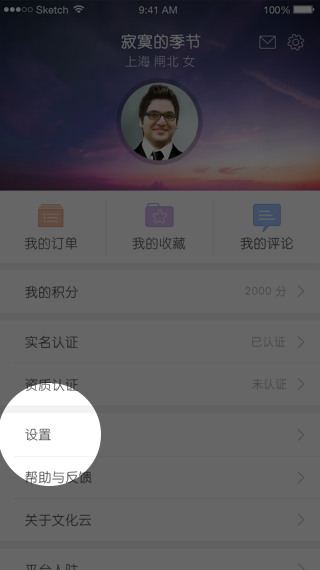 Sketch 9:41 AM 100%
寂寞的季节
上海 闸北 女
我的订单 我的收藏 我的评论
我的积分 2000 分
实名认证 已认证
资质认证 未认证
设置
帮助与反馈
关于文化云
平台入驻